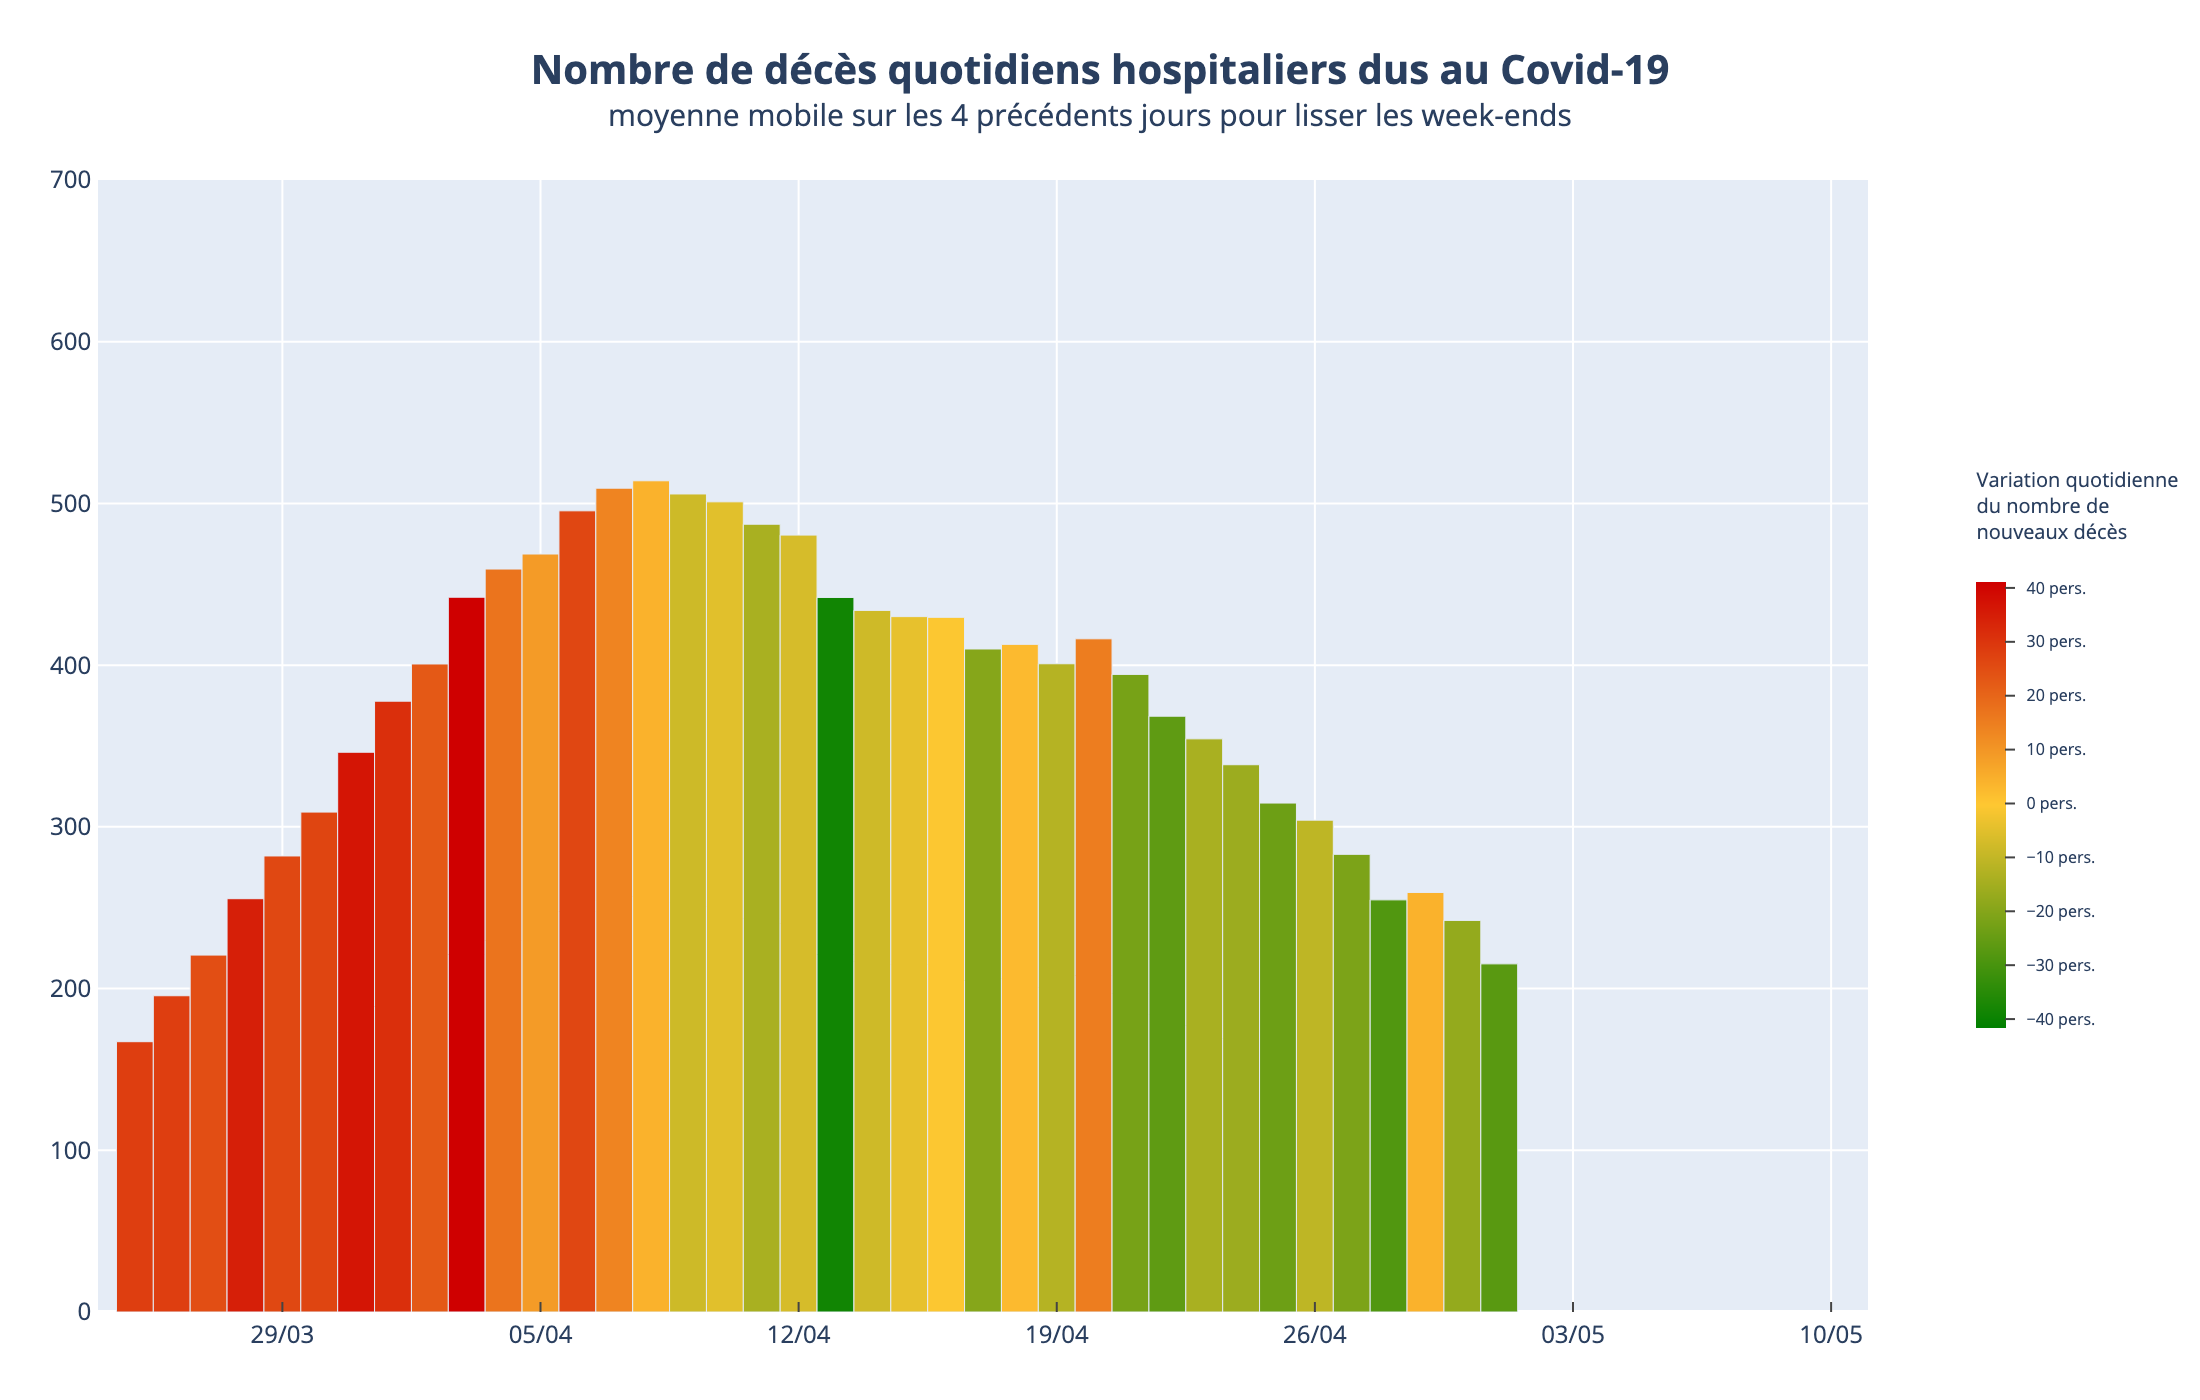 Nombre de décès quotidiens hospitaliers dus au Covid-19
moyenne mobile sur les 4 précédents jours pour lisser les week-ends
700
600
500
400
300
200
100
0
29/03
05/04
12/04
19/04
26/04
03/05
10/05
Variation quotidienne
du nombre de
nouveaux décès
40 pers.
30 pers.
20 pers.
10 pers.
0 pers.
−10 pers.
−20 pers.
−30 pers.
−40 pers.